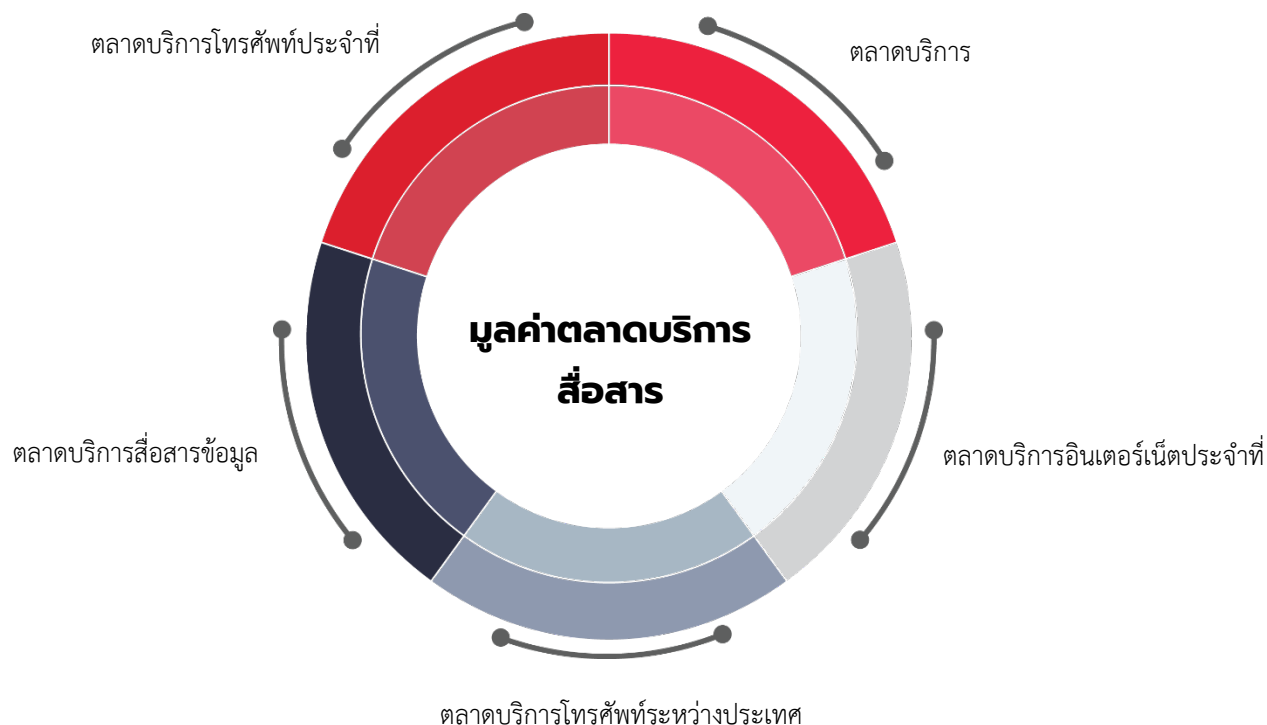 ตลาดบริการโทรศัพท์ประจำที่
ตลาดบริการ
มูลค่าตลาดบริการ
สื่อสาร
ตลาดบริการสื่อสารข้อมูล
ตลาดบริการอินเตอร์เน็ตประจำที่
ตลาดบริการโทรศัพท์ระหว่างประเทศ